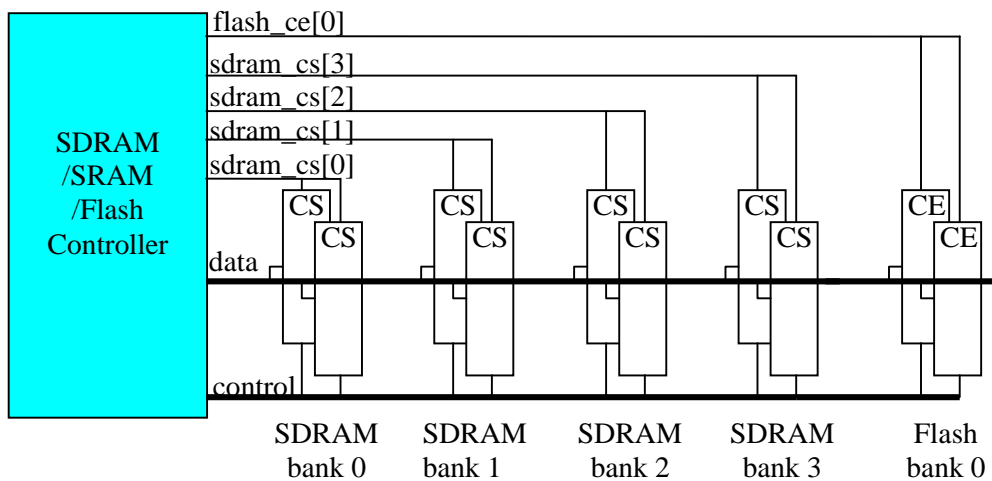 flash_ce[0]
sdram_cs[3]
sdram_cs[2]
sdram_cs[1]
sdram_cs[0]
SDRAM
/SRAM
/Flash
Controller
CS
CS
CS
CS
CE
CS
CS
CS
CS
CE
data
control
SDRAM
bank 0
SDRAM
bank 1
SDRAM
bank 2
SDRAM
bank 3
Flash
bank 0